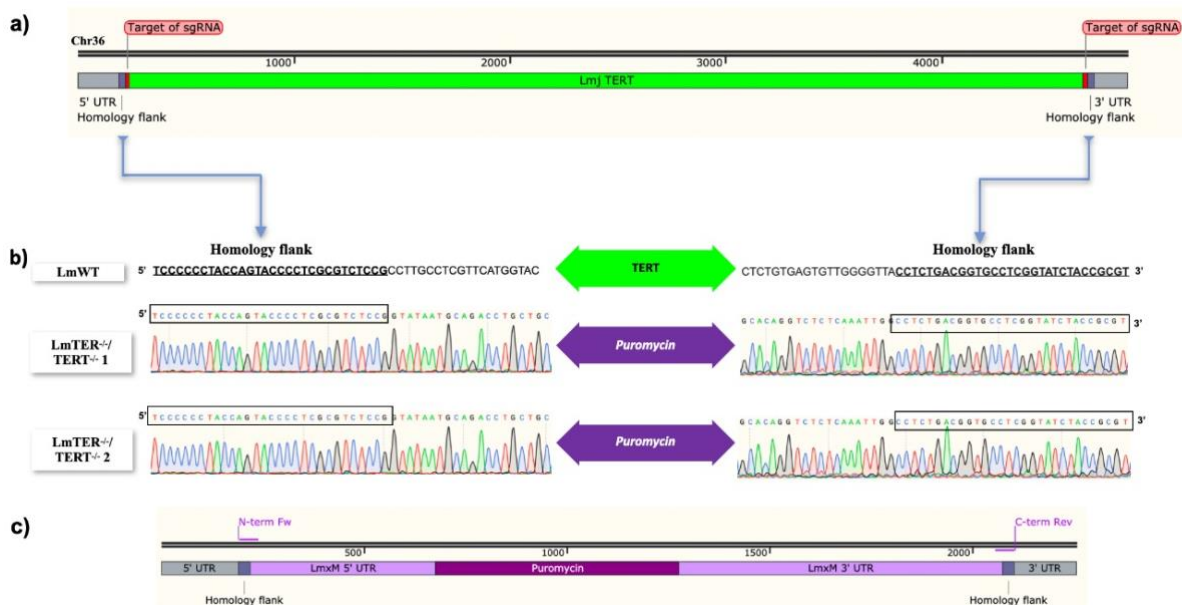 a)
Target of sgRNA
Target of sgRNA
Chr36
1000 2000 3000 4000
Lmj TERT
5' UTR
Homology flank
3' UTR
Homology flank
b)
Homology flank
Homology flank
LmWT
5' TCCCCCCTACCAGTACCCCTCGCGTCTCCGCCTTGCCTCGTTCATGGTAC
TERT
CTCTGTGAGTGTTGGGGTTACCTCTGACGGTGCCTCGGTATCTACCGCGT 3'
5' TCCCCCCTACCAGTACCCCTCGCGTCTCCGGTATAATGCAGACCTGCTGC
GCACAGGTCTCTCAAATTGGCCTCTGACGGTGCCTCGGTATCTACCGCGT 3'
LmTER-/-/
TERT-/- 1
Puromycin
5' TCCCCCCTACCAGTACCCCTCGCGTCTCCGGTATAATGCAGACCTGCTGC
GCACAGGTCTCTCAAATTGGCCTCTGACGGTGCCTCGGTATCTACCGCGT 3'
LmTER-/-/
TERT-/- 2
Puromycin
c)
N-term Fw
C-term Rev
500 1000 1500 2000
5' UTR LmxM 5' UTR Puromycin LmxM 3' UTR 3' UTR
Homology flank
Homology flank